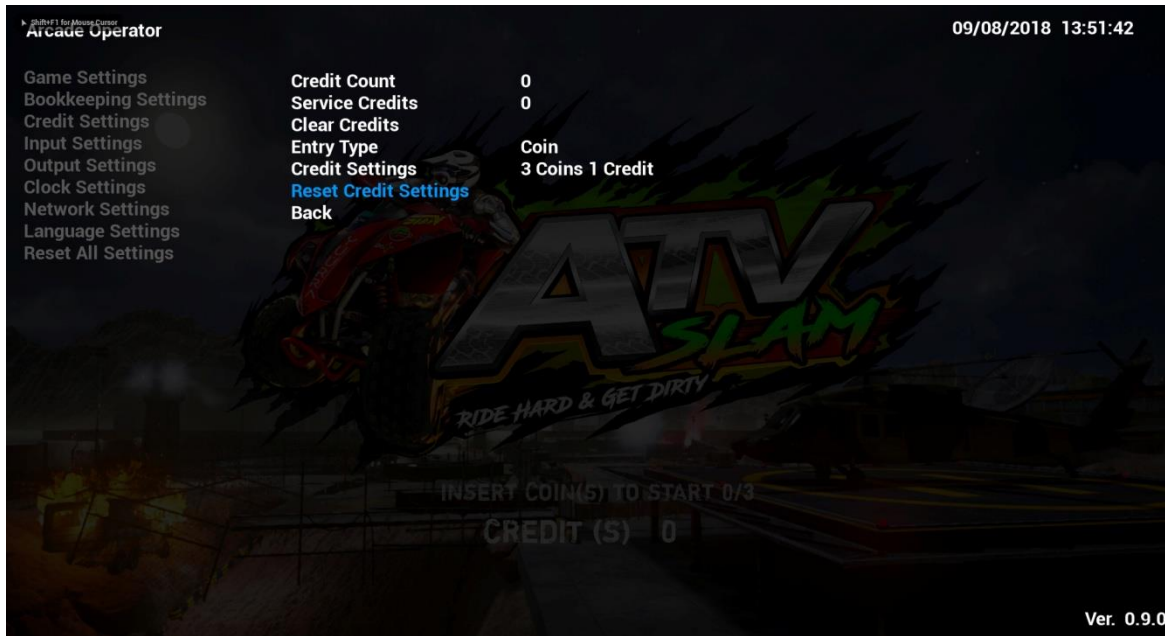 Shift+F1 for Mouse Cursor
Arcade Operator
09/08/2018 13:51:42
Game Settings
Bookkeeping Settings
Credit Settings
Input Settings
Output Settings
Clock Settings
Network Settings
Language Settings
Reset All Settings
Credit Count 0
Service Credits 0
Clear Credits
Entry Type Coin
Credit Settings 3 Coins 1 Credit
Reset Credit Settings
Back
ATV
SLAM
RIDE HARD & GET DIRTY
INSERT COIN(S) TO START 0/3
CREDIT (S) 0
Ver. 0.9.0